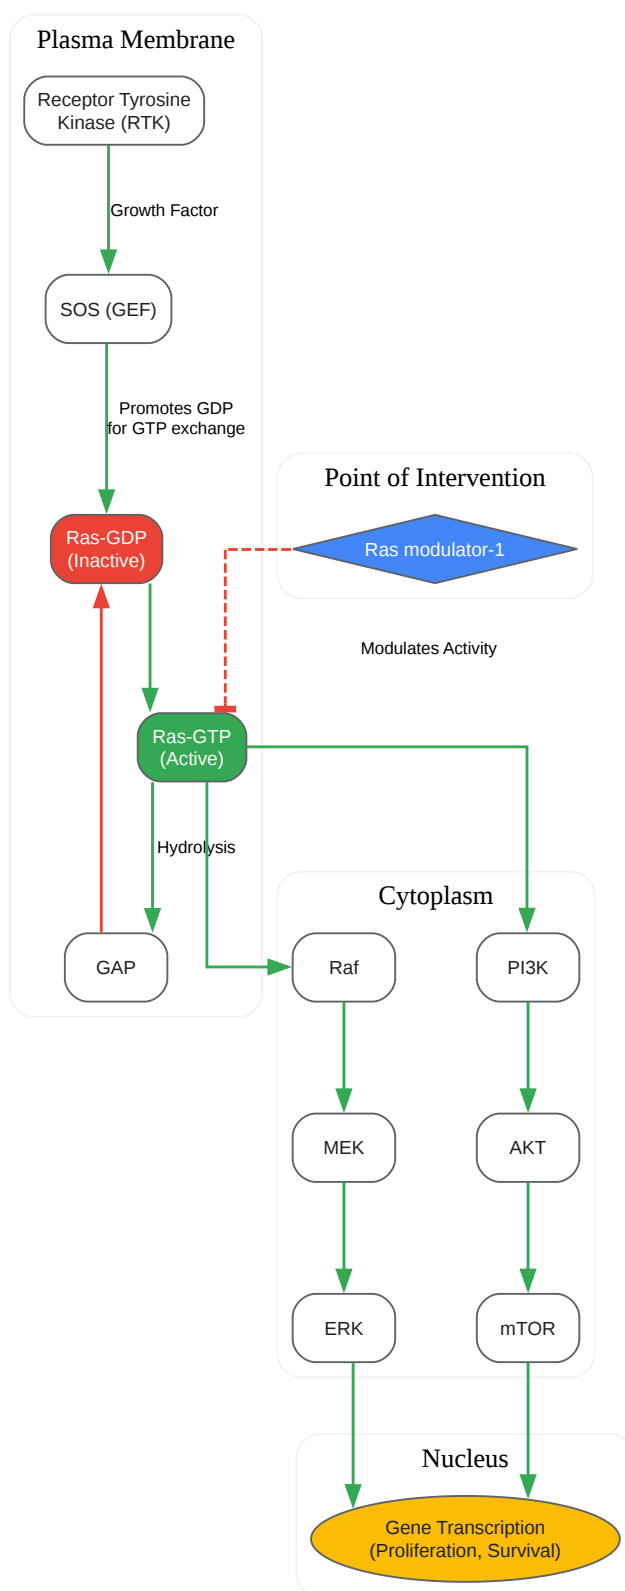 Plasma Membrane
Receptor Tyrosine
Kinase (RTK)
Growth Factor
SOS (GEF)
Promotes GDP
for GTP exchange
Point of Intervention
Ras-GDP
(Inactive)
Ras modulator-1
Modulates Activity
Ras-GTP
(Active)
Hydrolysis
Cytoplasm
GAP
Raf
PI3K
MEK
AKT
ERK
mTOR
Nucleus
Gene Transcription
(Proliferation, Survival)